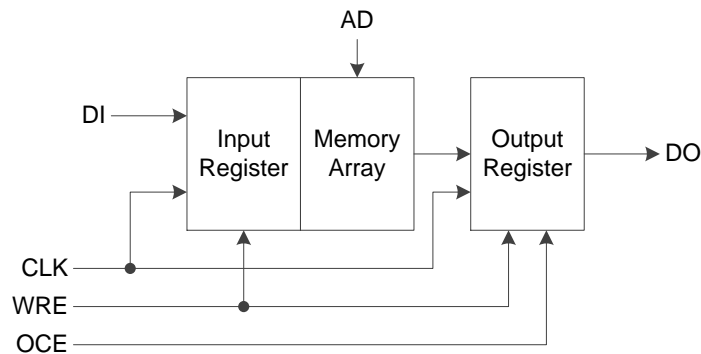 AD
DI
Input
Register
Memory
Array
Output
Register
DO
CLK
WRE
OCE